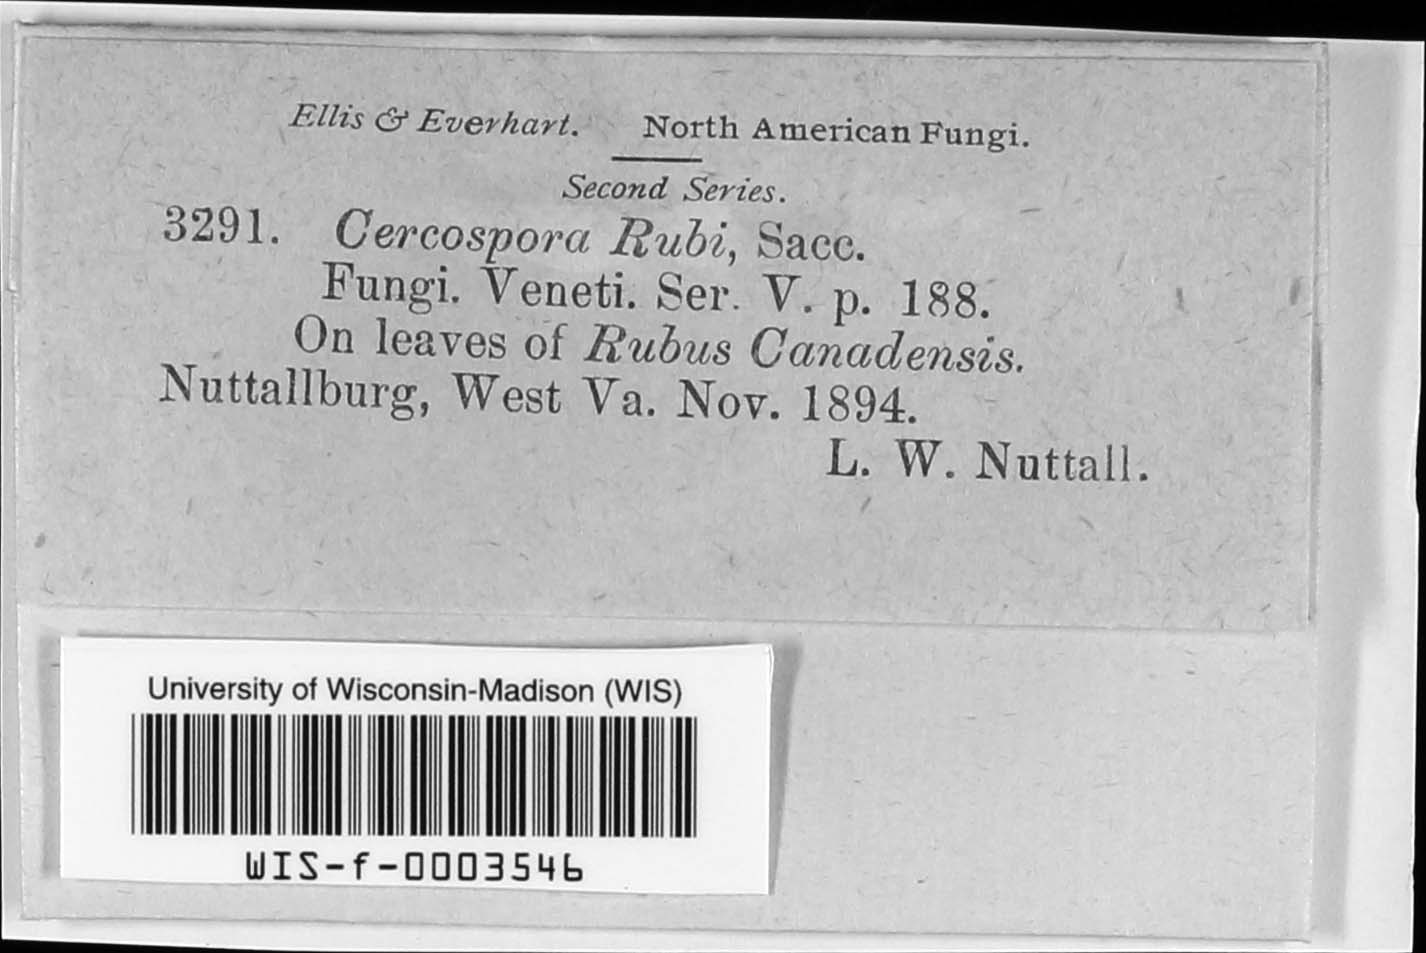 Ellis & Everhart. North American Fungi.
Second Series.
3291. Cercospora Rubi, Sacc.
Fungi. Veneti. Ser. V. p. 188.
On leaves of Rubus Canadensis.
Nuttallburg, West Va. Nov. 1894.
L. W. Nuttall.
University of Wisconsin-Madison (WIS)
WIS-f-0003546